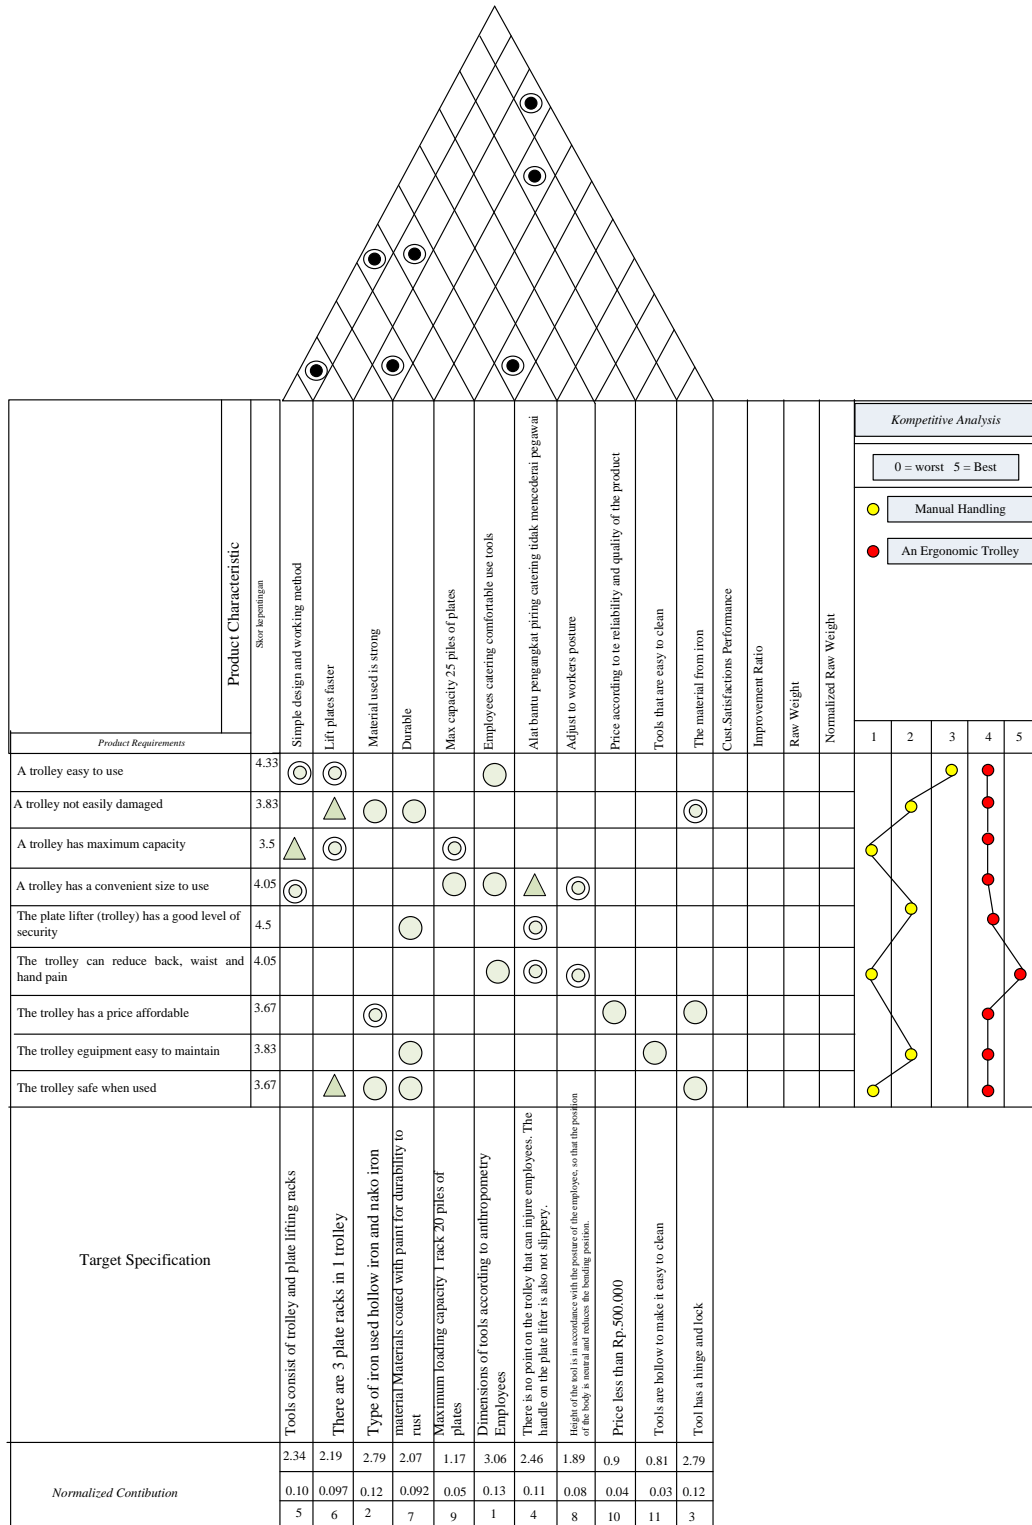 Kompetitive Analysis
0 = worst 5 = Best
Manual Handling
An Ergonomic Trolley
Product Characteristic
Skor kepentingan
Simple design and working method
Lift plates faster
Material used is strong
Durable
Max capacity 25 piles of plates
Employees catering comfortable use tools
Alat bantu pengangkat piring catering tidak mencederai pegawai
Adjust to workers posture
Price according to te reliability and quality of the product
Tools that are easy to clean
The material from iron
Cust.Satisfactions Performance
Improvement Ratio
Raw Weight
Normalized Raw Weight
Product Requirements
1 2 3 4 5
A trolley easy to use 4.33
A trolley not easily damaged 3.83
A trolley has maximum capacity 3.5
A trolley has a convenient size to use 4.05
The plate lifter (trolley) has a good level of
security 4.5
The trolley can reduce back, waist and
hand pain 4.05
The trolley has a price affordable 3.67
The trolley eguipment easy to maintain 3.83
The trolley safe when used 3.67
Target Specification
Tools consist of trolley and plate lifting racks
There are 3 plate racks in 1 trolley
Type of iron used hollow iron and nako iron
material Materials coated with paint for durability to
rust
Maximum loading capacity 1 rack 20 piles of
plates
Dimensions of tools according to anthropometry
Employees
There is no point on the trolley that can injure employees. The
handle on the plate lifter is also not slippery.
Height of the tool is in accordance with the posture of the employee, so that the position
of the body is neutral and reduces the bending position.
Price less than Rp.500.000
Tools are hollow to make it easy to clean
Tool has a hinge and lock
Normalized Contibution
2.34 2.19 2.79 2.07 1.17 3.06 2.46 1.89 0.9 0.81 2.79
0.10 0.097 0.12 0.092 0.05 0.13 0.11 0.08 0.04 0.03 0.12
5 6 2 7 9 1 4 8 10 11 3